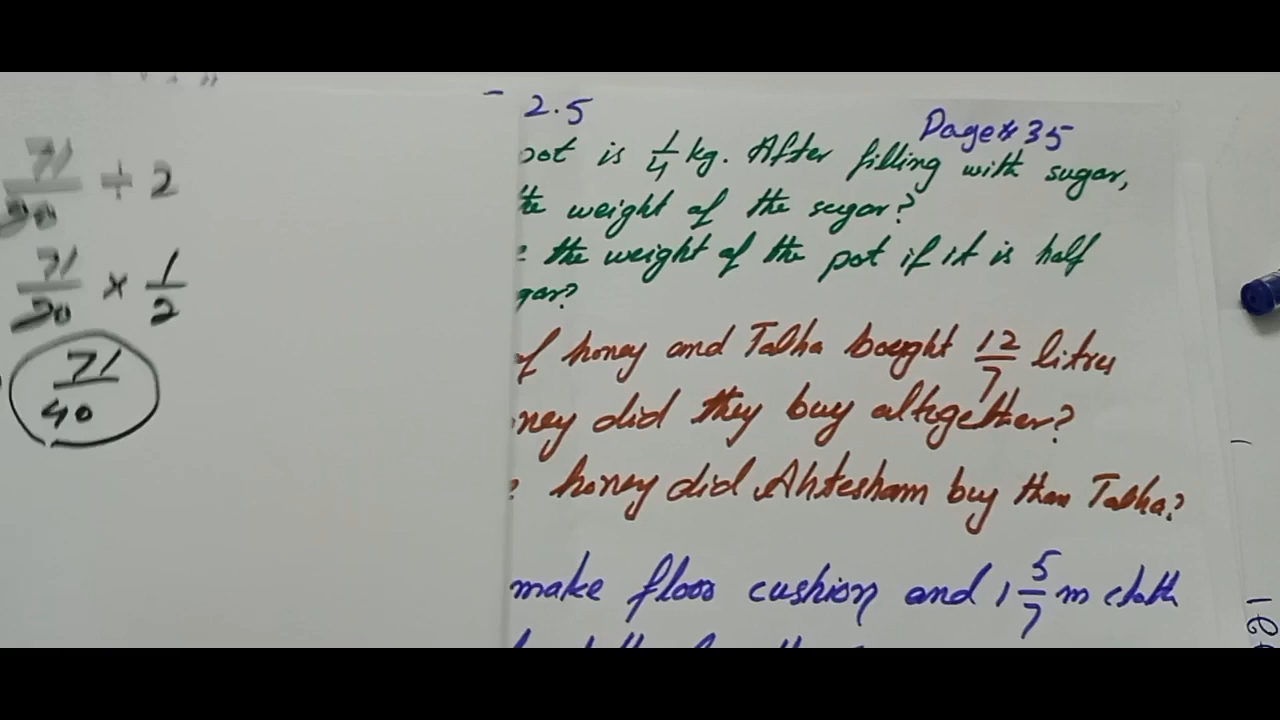 71/20 ÷ 2
71/20 × 1/2
71/40
2.5
Page# 35
pot is 1/4 kg. After filling with sugar,
the weight of the sugar?
the weight of the pot if it is half
gar?
of honey and Talha bought 12/7 litres
ney did they buy altogether?
? honey did Ahtesham buy than Talha?
make floor cushion and 1 5/7 m cloth